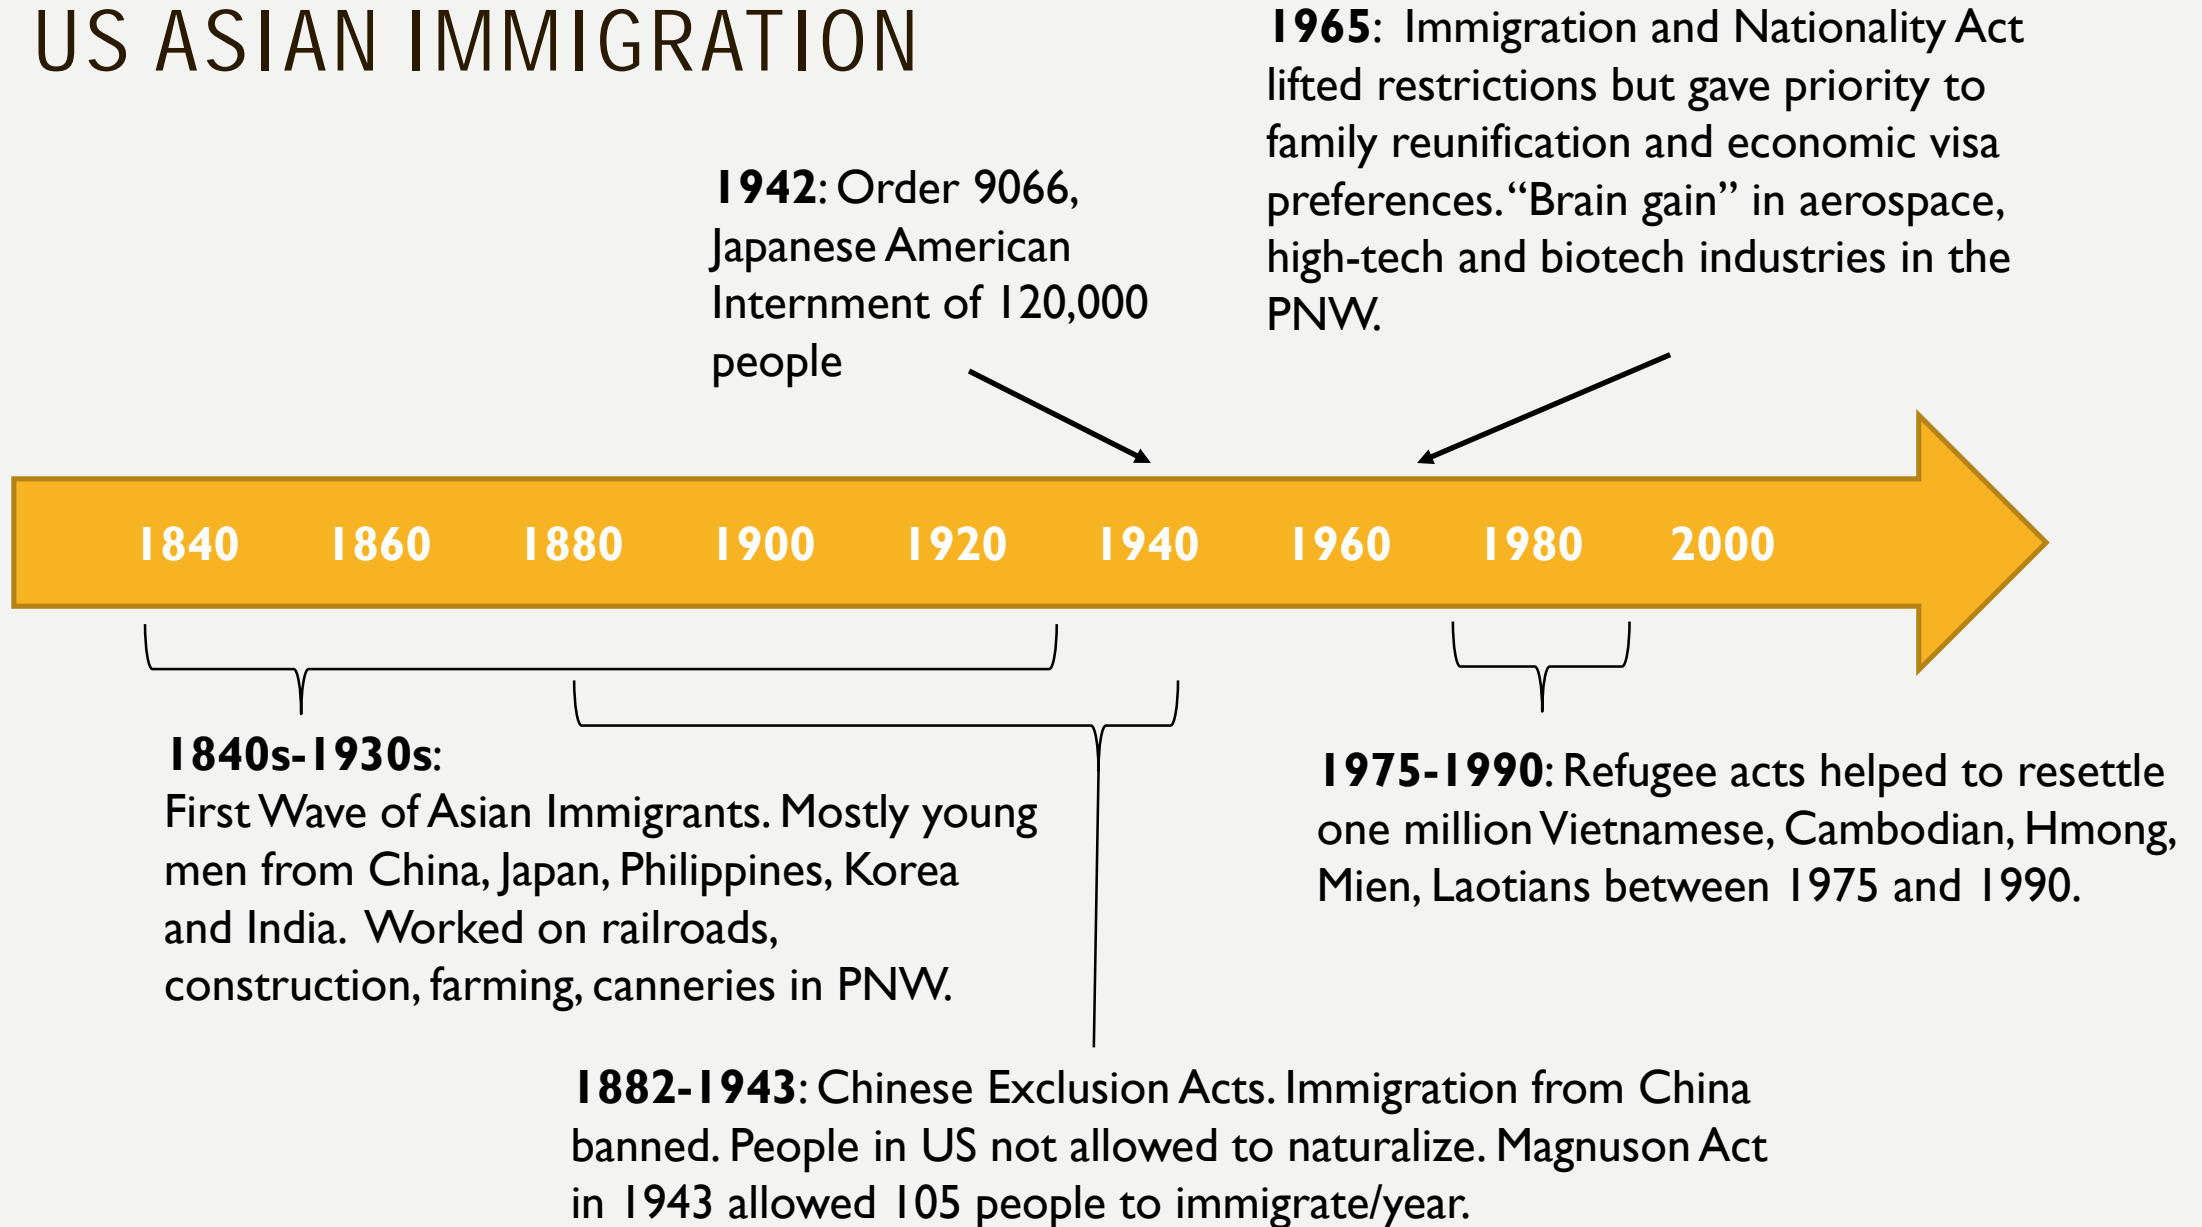 US ASIAN IMMIGRATION
1965: Immigration and Nationality Act
lifted restrictions but gave priority to
family reunification and economic visa
preferences. “Brain gain” in aerospace,
high-tech and biotech industries in the
PNW.
1942: Order 9066,
Japanese American
Internment of 120,000
people
1840 1860 1880 1900 1920 1940 1960 1980 2000
1840s-1930s:
First Wave of Asian Immigrants. Mostly young
men from China, Japan, Philippines, Korea
and India. Worked on railroads,
construction, farming, canneries in PNW.
1975-1990: Refugee acts helped to resettle
one million Vietnamese, Cambodian, Hmong,
Mien, Laotians between 1975 and 1990.
1882-1943: Chinese Exclusion Acts. Immigration from China
banned. People in US not allowed to naturalize. Magnuson Act
in 1943 allowed 105 people to immigrate/year.